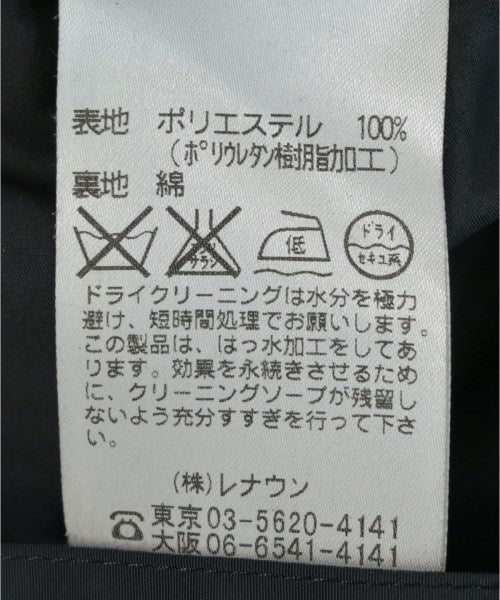 表地 ポリエステル 100%
(ポリウレタン樹脂加工)
裏地 綿
エンソ サラシ 低 ドライ セキユ系
ドライクリーニングは水分を極力
避け、短時間処理でお願いします。
この製品は、はっ水加工をしてあ
ります。効果を永続きさせるため
に、クリーニングソープが残留し
ないよう充分すすぎを行って下さ
い。
(株)レナウン
☎東京03-5620-4141
大阪06-6541-4141